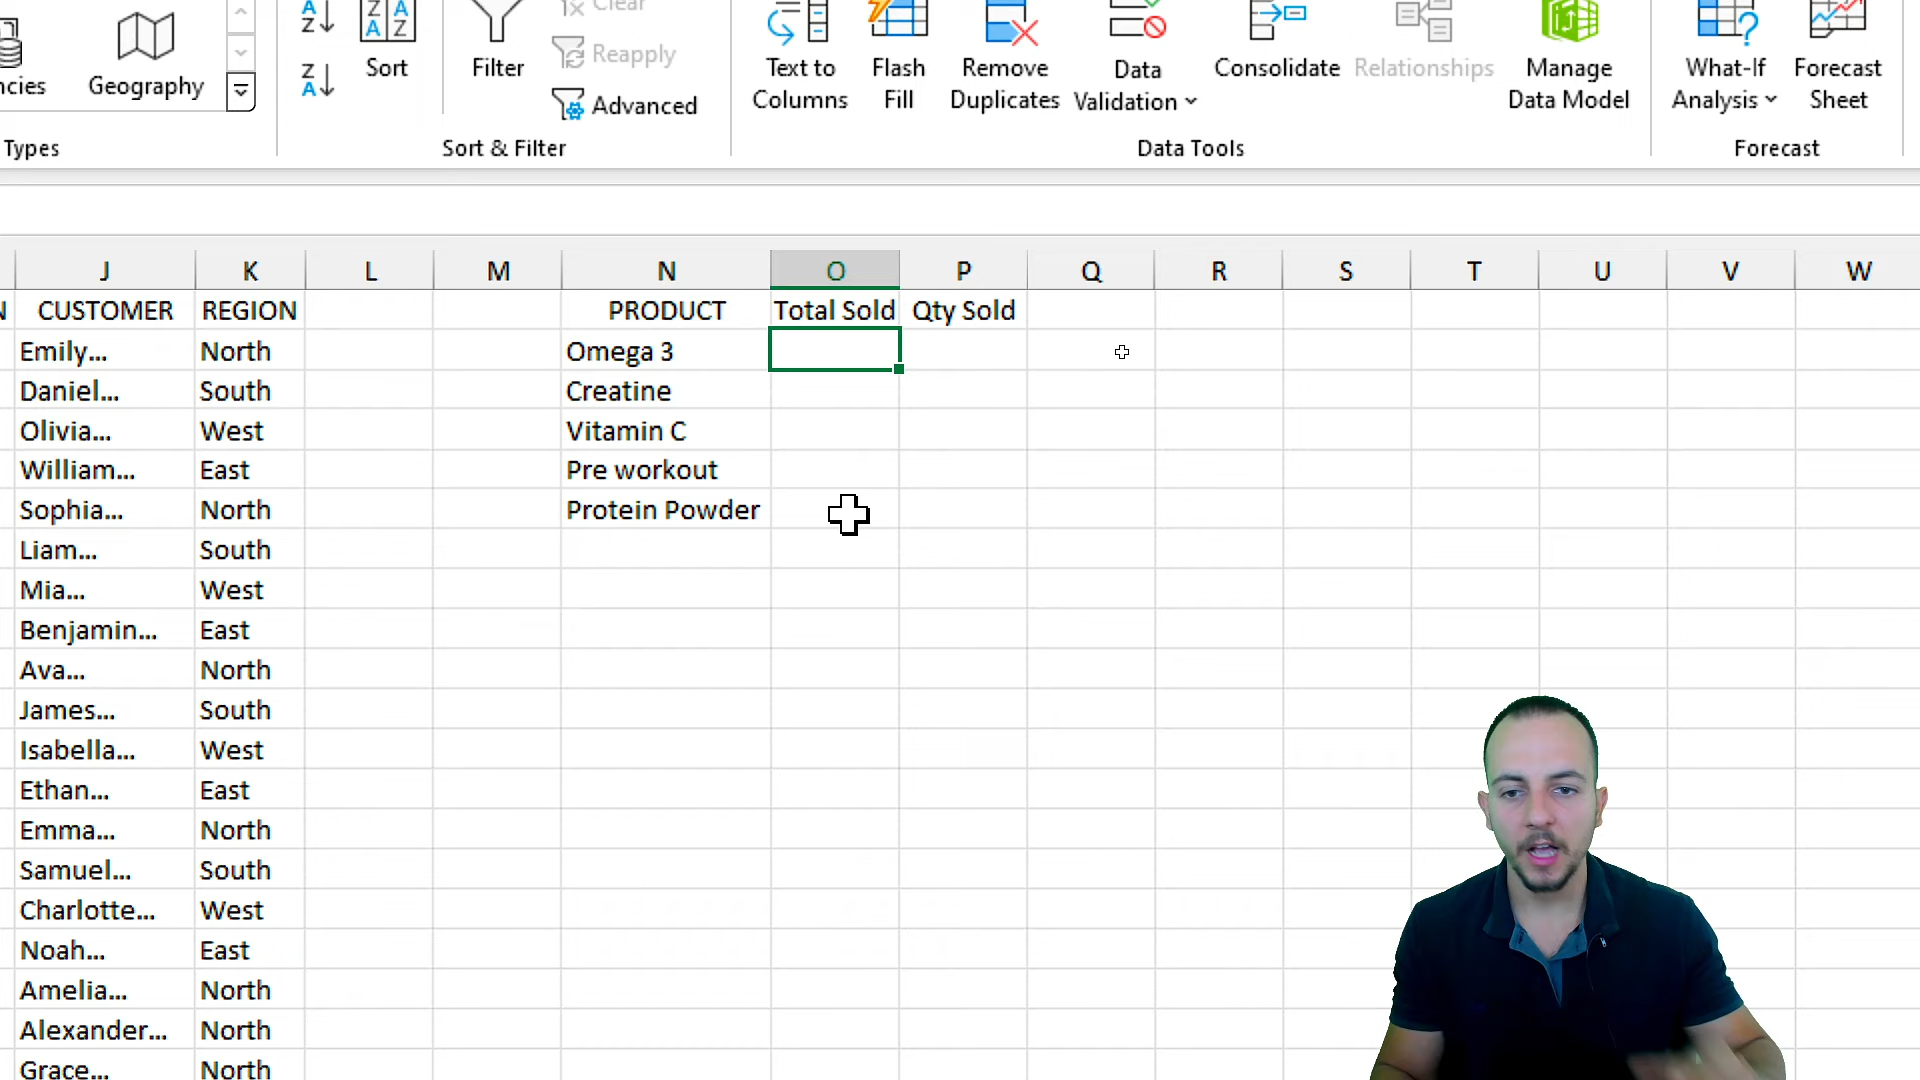 Clear
Reapply
Advanced
Geography
Sort
Filter
Text to
Columns
Flash
Fill
Remove
Duplicates
Data
Validation
Consolidate
Relationships
Manage
Data Model
What-If
Analysis
Forecast
Sheet
Types
Sort & Filter
Data Tools
Forecast
J K L M N O P Q R S T U V W
CUSTOMER REGION PRODUCT Total Sold Qty Sold
Emily... North Omega 3
Daniel... South Creatine
Olivia... West Vitamin C
William... East Pre workout
Sophia... North Protein Powder
Liam... South
Mia... West
Benjamin... East
Ava... North
James... South
Isabella... West
Ethan... East
Emma... North
Samuel... South
Charlotte... West
Noah... East
Amelia... North
Alexander... North
Grace... North